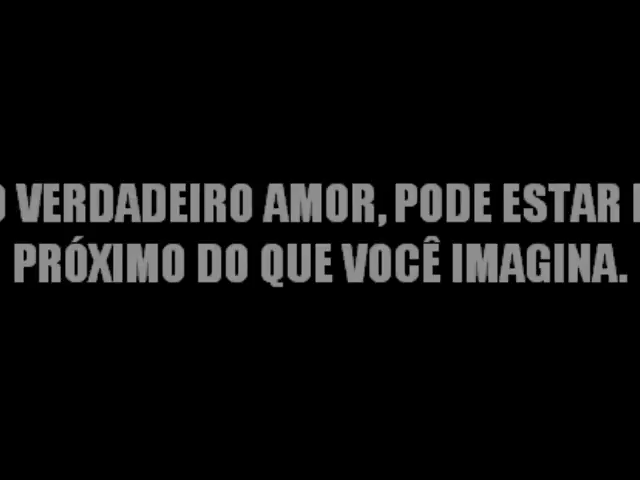 O VERDADEIRO AMOR, PODE ESTAR
PRÓXIMO DO QUE VOCÊ IMAGINA.